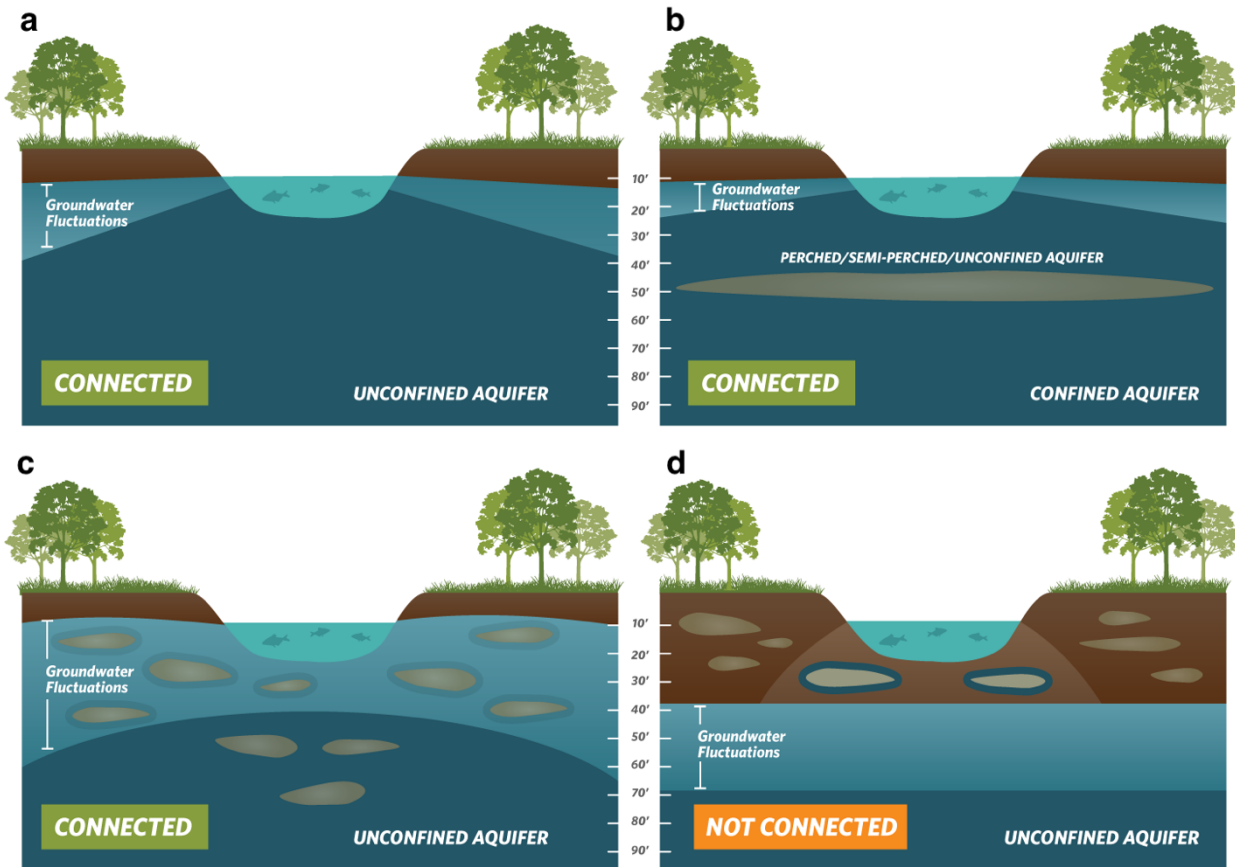 a
Groundwater
Fluctuations
CONNECTED
UNCONFINED AQUIFER
10'
20'
30'
40'
50'
60'
70'
80'
90'
b
Groundwater
Fluctuations
PERCHED/SEMI-PERCHED/UNCONFINED AQUIFER
CONNECTED
CONFINED AQUIFER
c
Groundwater
Fluctuations
CONNECTED
UNCONFINED AQUIFER
10'
20'
30'
40'
50'
60'
70'
80'
90'
d
Groundwater
Fluctuations
NOT CONNECTED
UNCONFINED AQUIFER